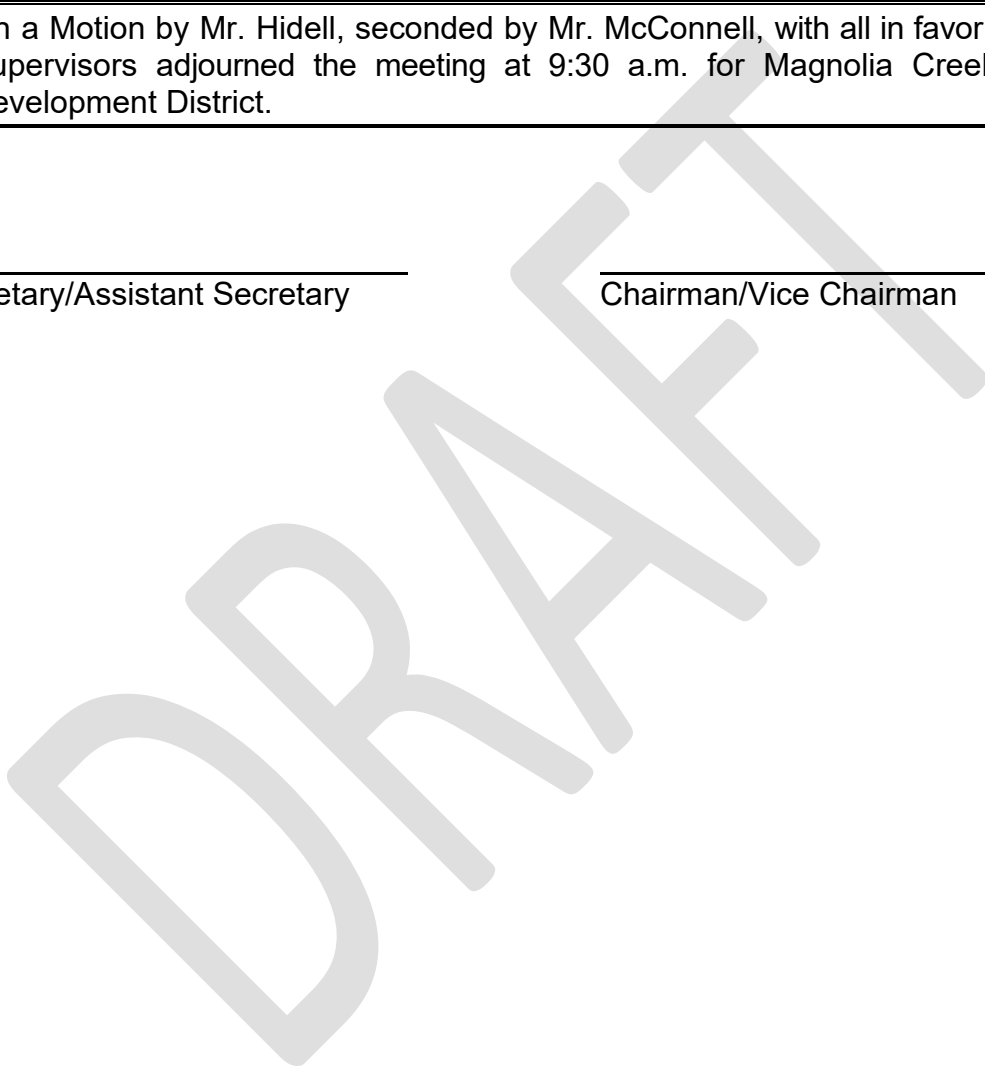 n a Motion by Mr. Hidell, seconded by Mr. McConnell, with all in favor
upervisors adjourned the meeting at 9:30 a.m. for Magnolia Creek
evelopment District.
etary/Assistant Secretary Chairman/Vice Chairman
DRAFT